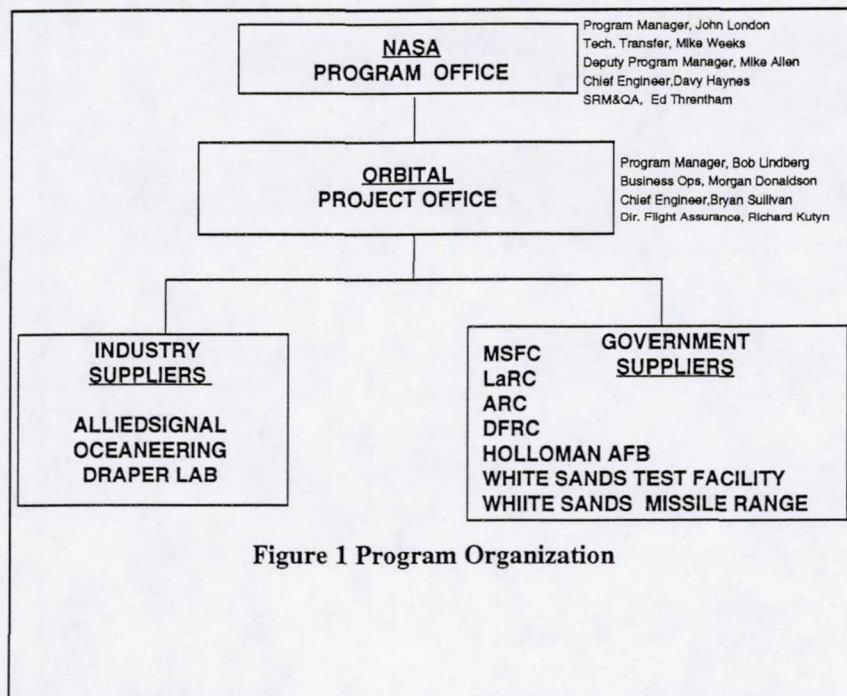 NASA
PROGRAM OFFICE
Program Manager, John London
Tech. Transfer, Mike Weeks
Deputy Program Manager, Mike Allen
Chief Engineer,Davy Haynes
SRM&QA, Ed Threntham
ORBITAL
PROJECT OFFICE
Program Manager, Bob Lindberg
Business Ops, Morgan Donaldson
Chief Engineer,Bryan Sullivan
Dir. Flight Assurance, Richard Kutyn
INDUSTRY
SUPPLIERS
ALLIEDSIGNAL
OCEANEERING
DRAPER LAB
GOVERNMENT
SUPPLIERS
MSFC
LaRC
ARC
DFRC
HOLLOMAN AFB
WHITE SANDS TEST FACILITY
WHIITE SANDS MISSILE RANGE
Figure 1 Program Organization